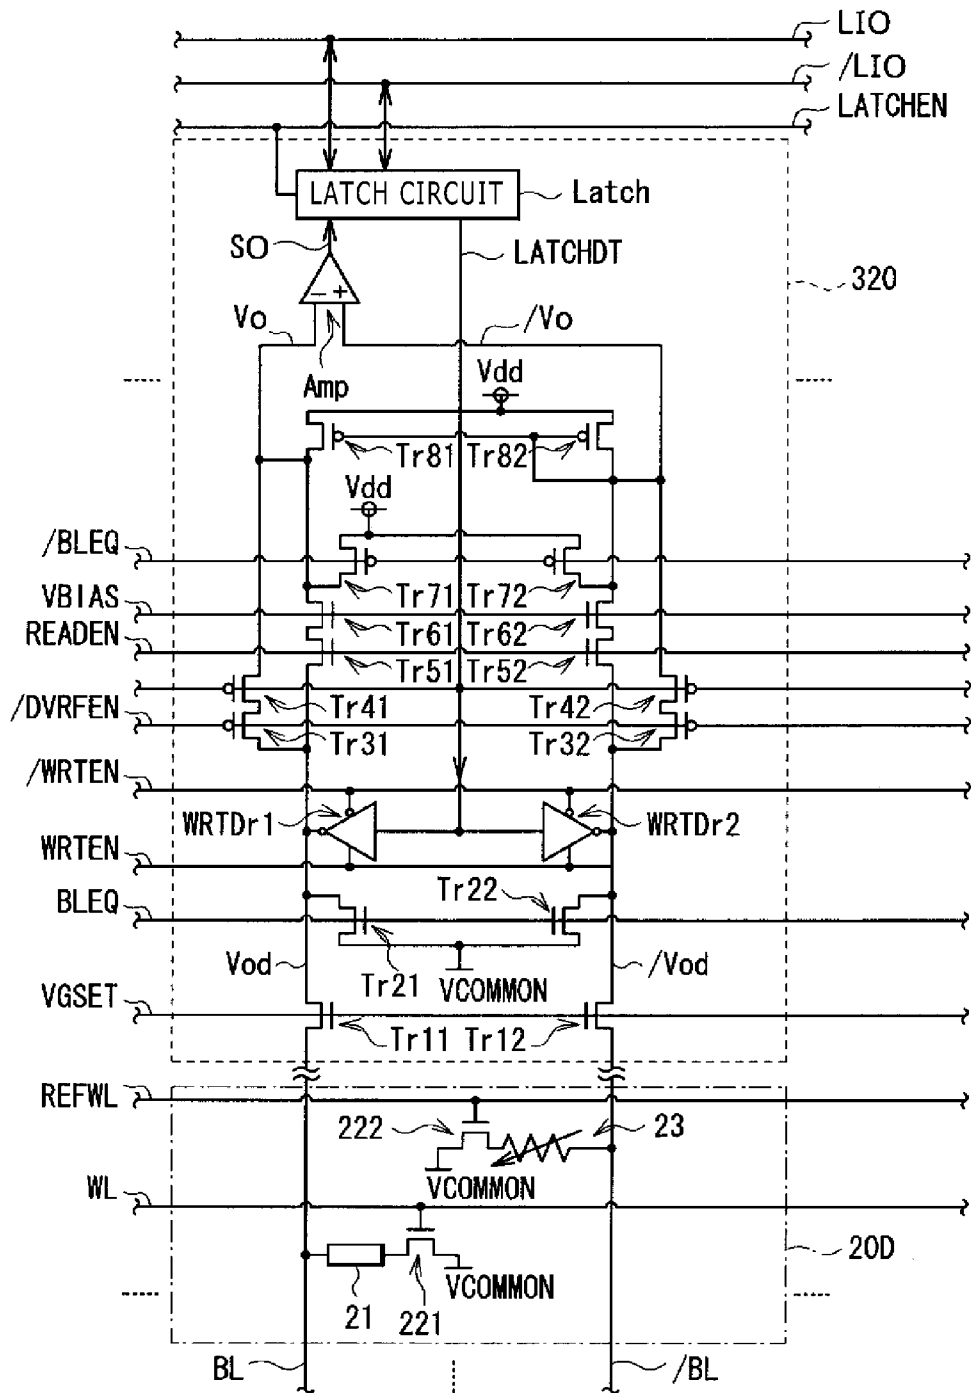 LIO
/LIO
LATCHEN
LATCH CIRCUIT
Latch
SO
LATCHDT
320
− +
Vo
/Vo
Amp
Vdd
Tr81 Tr82
Vdd
/BLEQ
Tr71 Tr72
VBIAS
Tr61 Tr62
READEN
Tr51 Tr52
Tr41 Tr42
/DVRFEN
Tr31 Tr32
/WRTEN
WRTDr1 WRTDr2
WRTEN
Tr22
BLEQ
Vod /Vod
Tr21 VCOMMON
VGSET
Tr11 Tr12
REFWL
222 23
VCOMMON
WL
20D
VCOMMON
21 221
BL /BL